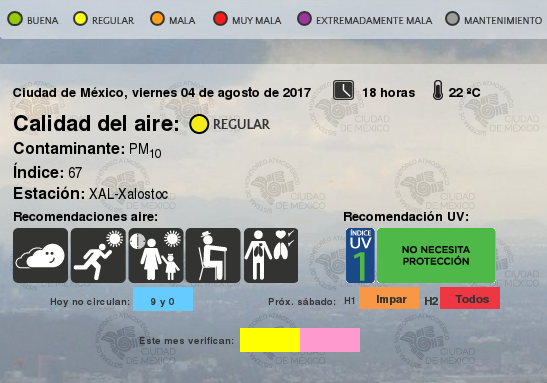 BUENA REGULAR MALA MUY MALA EXTREMADAMENTE MALA MANTENIMIENTO
Ciudad de México, viernes 04 de agosto de 2017 18 horas 22 ºC
Calidad del aire: REGULAR
Contaminante: PM10
Índice: 67
Estación: XAL-Xalostoc
Recomendaciones aire: Recomendación UV:
ÍNDICE
UV
1
NO NECESITA
PROTECCIÓN
Hoy no circulan: 9 y 0 Próx. sábado: H1 Impar H2 Todos
Este mes verifican:
CIUDAD
DE MÉXICO